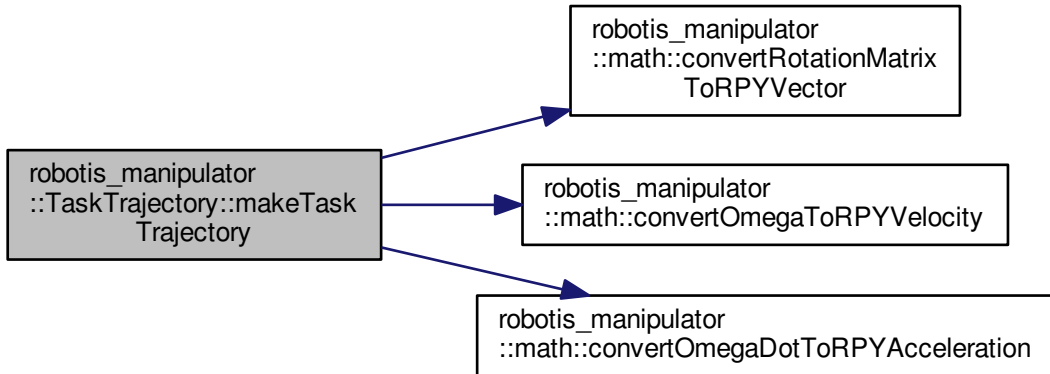 robotis_manipulator
::math::convertRotationMatrix
ToRPYVector
robotis_manipulator
::TaskTrajectory::makeTask
Trajectory
robotis_manipulator
::math::convertOmegaToRPYVelocity
robotis_manipulator
::math::convertOmegaDotToRPYAcceleration